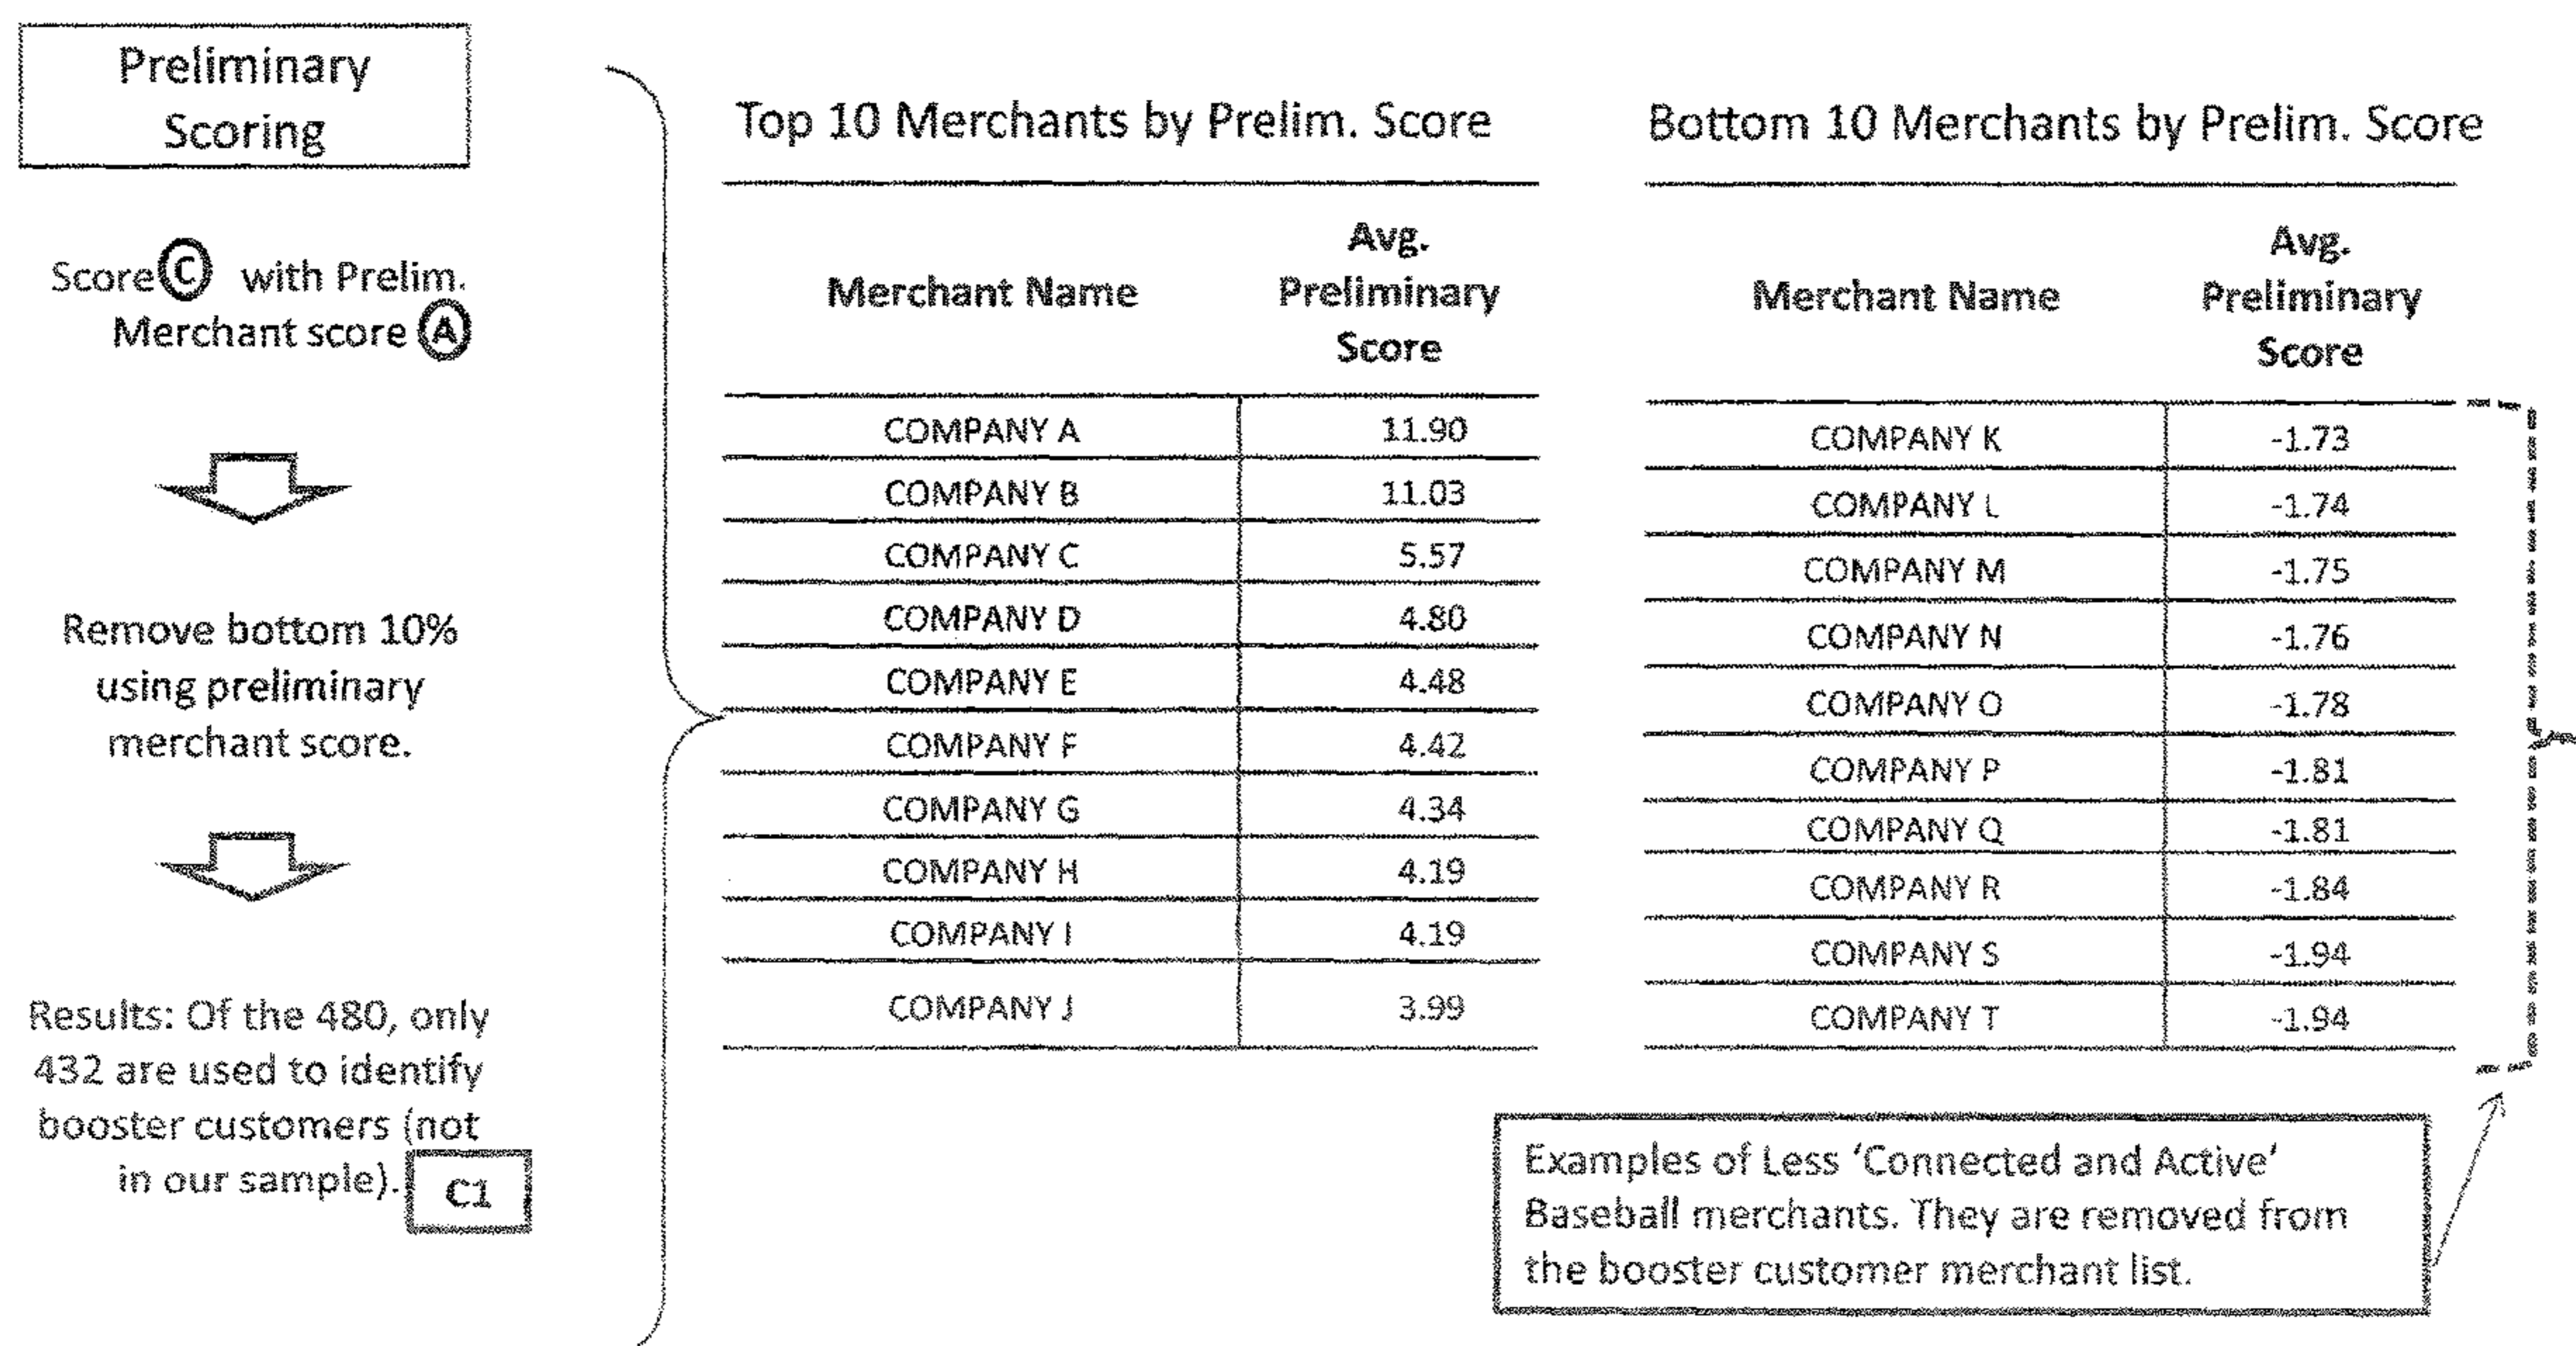 Preliminary
Scoring
Score C with Prelim.
Merchant score A
Remove bottom 10%
using preliminary
merchant score.
Results: Of the 480, only
432 are used to identify
booster customers (not
in our sample).
C1
Top 10 Merchants by Prelim. Score
Merchant Name
Avg.
Preliminary
Score
COMPANY A 11.90
COMPANY B 11.03
COMPANY C 5.57
COMPANY D 4.80
COMPANY E 4.48
COMPANY F 4.42
COMPANY G 4.34
COMPANY H 4.19
COMPANY I 4.19
COMPANY J 3.99
Bottom 10 Merchants by Prelim. Score
Merchant Name
Avg.
Preliminary
Score
COMPANY K -1.73
COMPANY L -1.74
COMPANY M -1.75
COMPANY N -1.76
COMPANY O -1.78
COMPANY P -1.81
COMPANY Q -1.81
COMPANY R -1.84
COMPANY S -1.94
COMPANY T -1.94
Examples of Less ‘Connected and Active’
Baseball merchants. They are removed from
the booster customer merchant list.